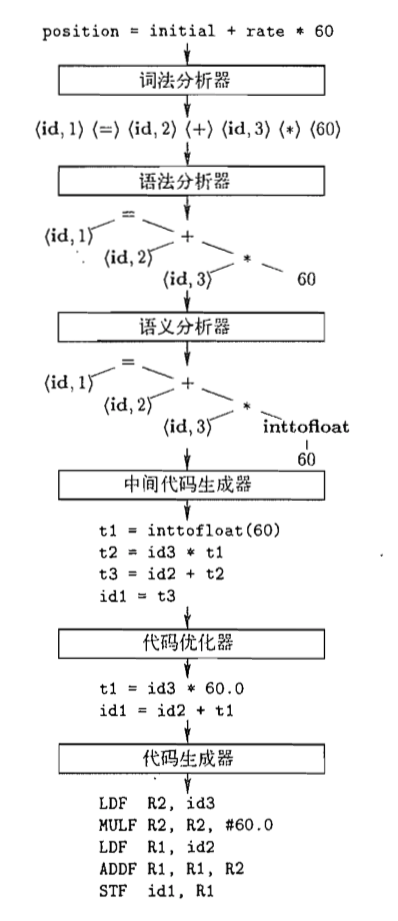 position = initial + rate * 60
词法分析器
⟨id, 1⟩ ⟨=⟩ ⟨id, 2⟩ ⟨+⟩ ⟨id, 3⟩ ⟨*⟩ ⟨60⟩
语法分析器
=
⟨id, 1⟩ +
⟨id, 2⟩ *
⟨id, 3⟩ 60
语义分析器
=
⟨id, 1⟩ +
⟨id, 2⟩ *
⟨id, 3⟩ inttofloat
60
中间代码生成器
t1 = inttofloat(60)
t2 = id3 * t1
t3 = id2 + t2
id1 = t3
代码优化器
t1 = id3 * 60.0
id1 = id2 + t1
代码生成器
LDF R2, id3
MULF R2, R2, #60.0
LDF R1, id2
ADDF R1, R1, R2
STF id1, R1